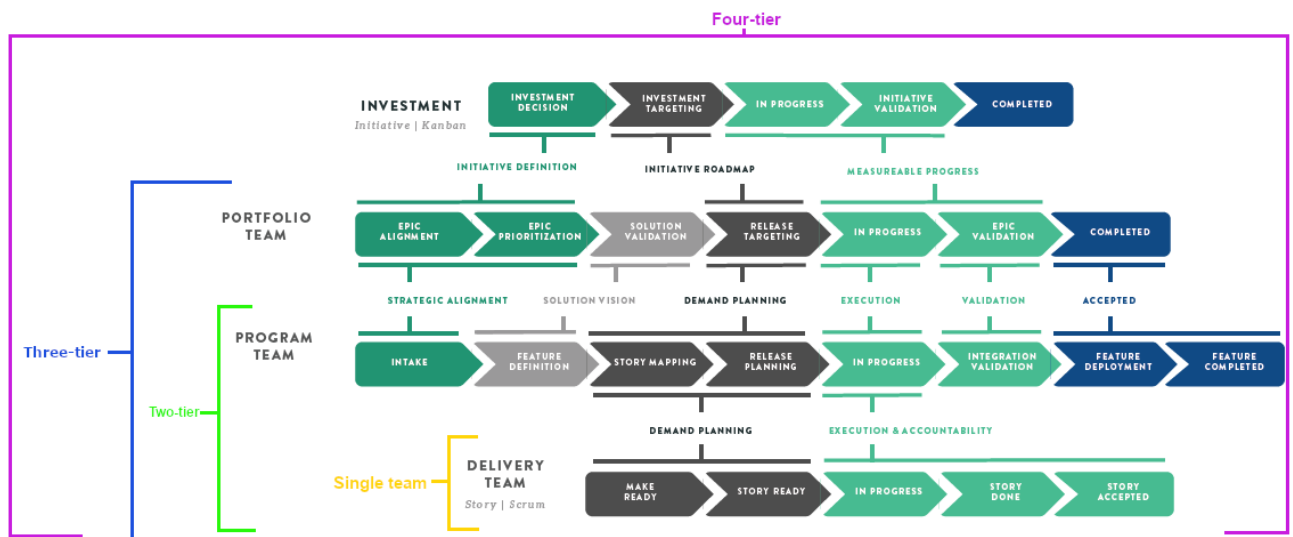 Four-tier
INVESTMENT
Initiative | Kanban
INVESTMENT
DECISION
INVESTMENT
TARGETING
IN PROGRESS
INITIATIVE
VALIDATION
COMPLETED
INITIATIVE DEFINITION
INITIATIVE ROADMAP
MEASUREABLE PROGRESS
PORTFOLIO
TEAM
EPIC
ALIGNMENT
EPIC
PRIORITIZATION
SOLUTION
VALIDATION
RELEASE
TARGETING
IN PROGRESS
EPIC
VALIDATION
COMPLETED
STRATEGIC ALIGNMENT
SOLUTION VISION
DEMAND PLANNING
EXECUTION
VALIDATION
ACCEPTED
Three-tier
PROGRAM
TEAM
INTAKE
FEATURE
DEFINITION
STORY MAPPING
RELEASE
PLANNING
IN PROGRESS
INTEGRATION
VALIDATION
FEATURE
DEPLOYMENT
FEATURE
COMPLETED
Two-tier
DEMAND PLANNING
EXECUTION & ACCOUNTABILITY
Single team
DELIVERY
TEAM
Story | Scrum
MAKE
READY
STORY READY
IN PROGRESS
STORY
DONE
STORY
ACCEPTED